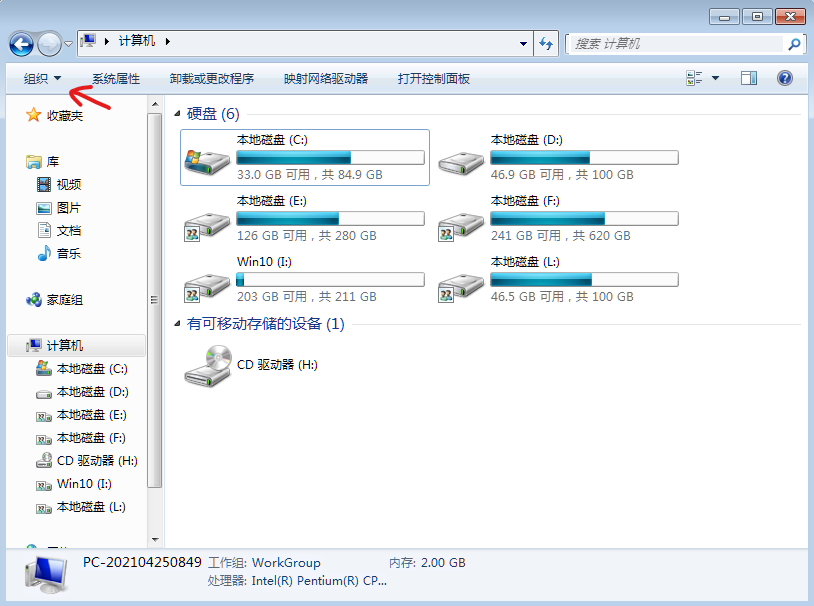 计算机
搜索 计算机
组织 系统属性 卸载或更改程序 映射网络驱动器 打开控制面板
收藏夹
库
视频
图片
文档
音乐
家庭组
计算机
本地磁盘 (C:)
本地磁盘 (D:)
本地磁盘 (E:)
本地磁盘 (F:)
CD 驱动器 (H:)
Win10 (I:)
本地磁盘 (L:)
硬盘 (6)
本地磁盘 (C:)
33.0 GB 可用，共 84.9 GB
本地磁盘 (D:)
46.9 GB 可用，共 100 GB
本地磁盘 (E:)
126 GB 可用，共 280 GB
本地磁盘 (F:)
241 GB 可用，共 620 GB
Win10 (I:)
203 GB 可用，共 211 GB
本地磁盘 (L:)
46.5 GB 可用，共 100 GB
有可移动存储的设备 (1)
CD 驱动器 (H:)
PC-202104250849 工作组: WorkGroup 内存: 2.00 GB
处理器: Intel(R) Pentium(R) CP...